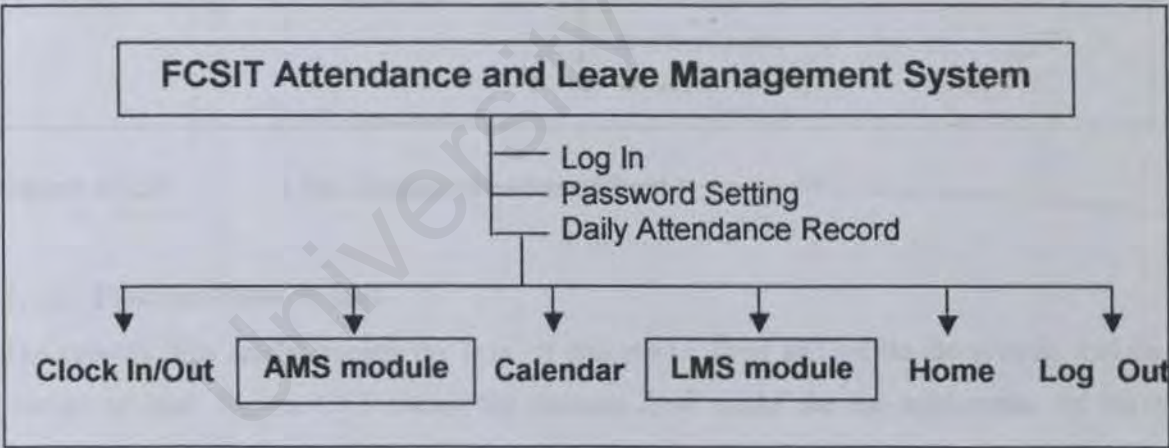 FCSIT Attendance and Leave Management System
Log In
Password Setting
Daily Attendance Record
Clock In/Out AMS module Calendar LMS module Home Log Out
University